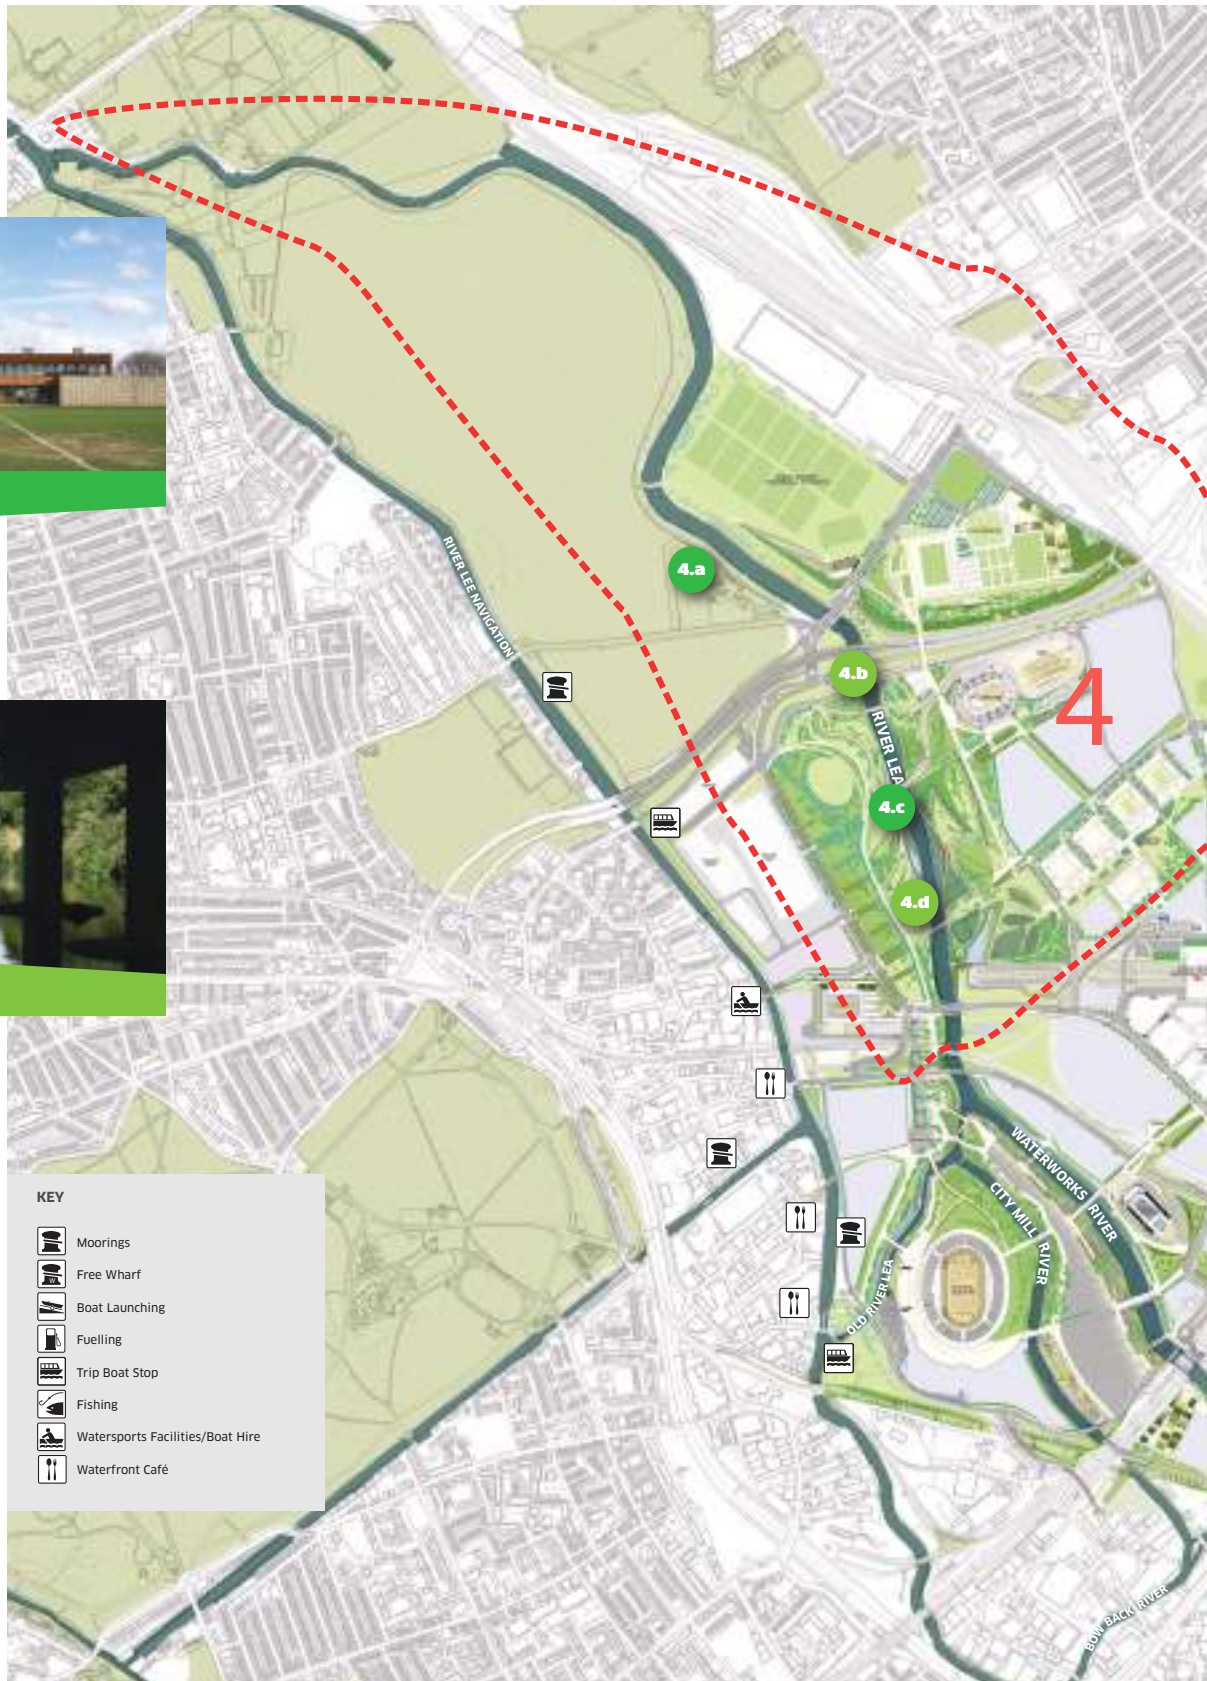 RIVER LEE NAVIGATION
4.a
4.b
4
RIVER LEA
4.c
4.d
WATERWORKS RIVER
CITY MILL RIVER
OLD RIVER LEA
BOW BACK RIVER
KEY
Moorings
W
Free Wharf
Boat Launching
Fuelling
Trip Boat Stop
Fishing
Watersports Facilities/Boat Hire
Waterfront Café